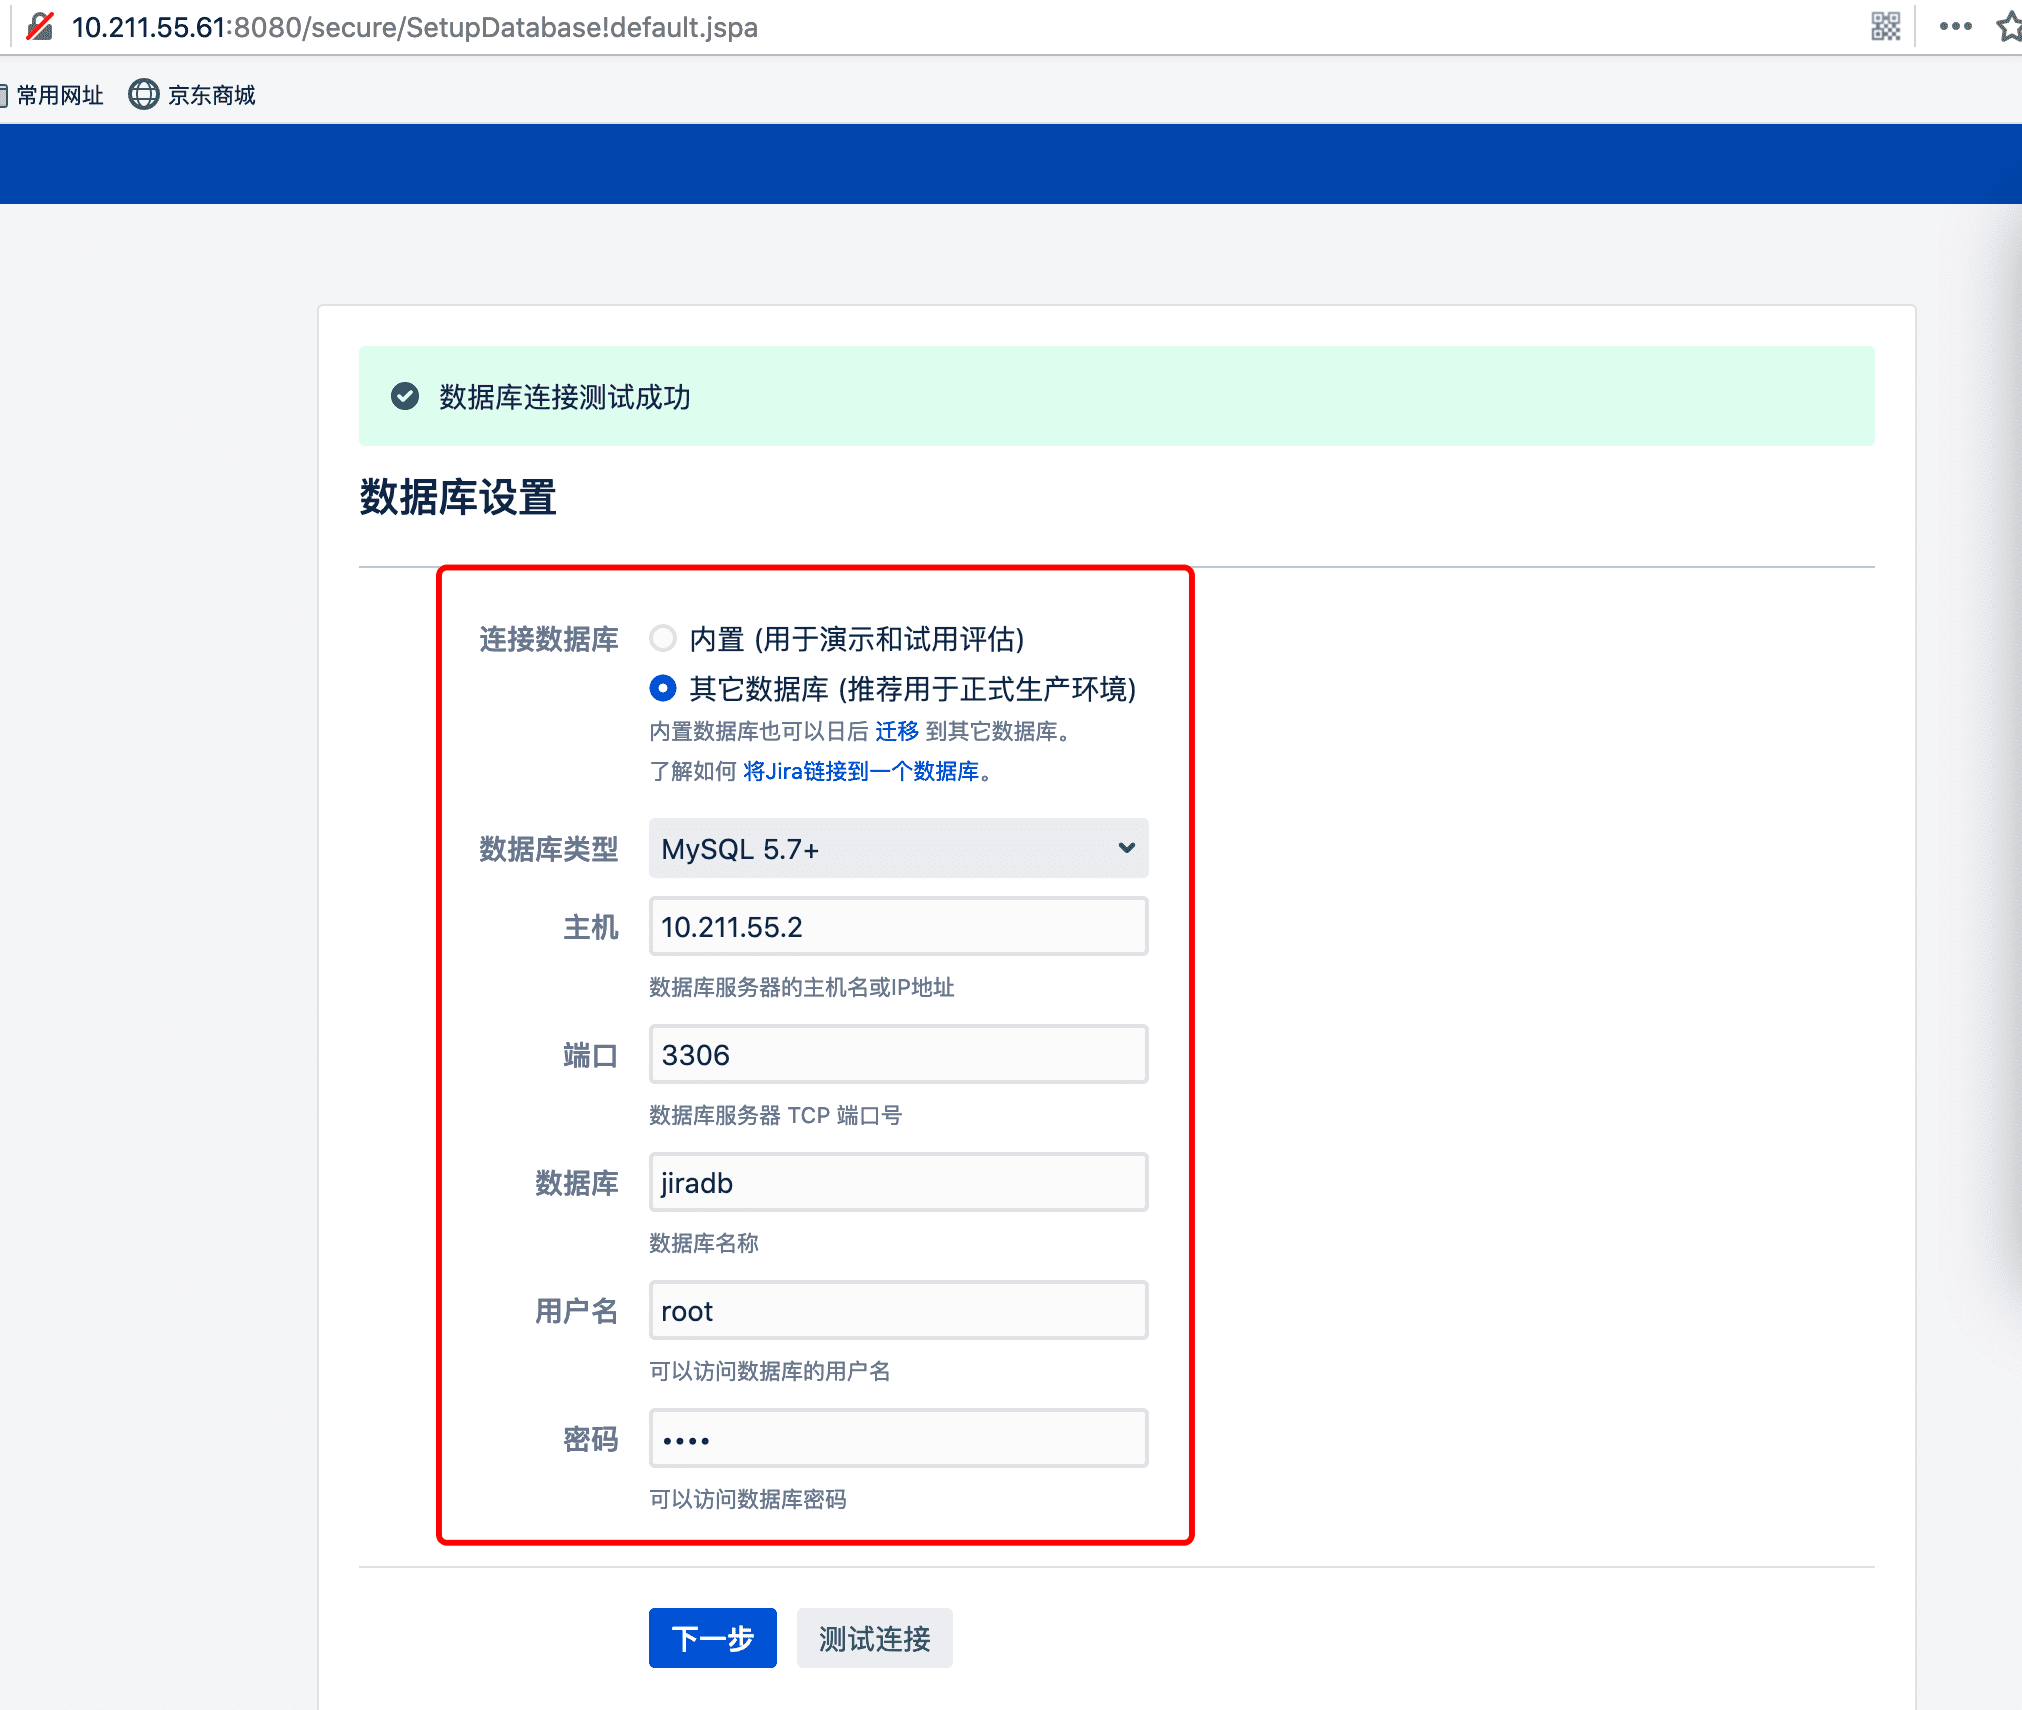 10.211.55.61:8080/secure/SetupDatabase!default.jspa
常用网址 京东商城
数据库连接测试成功
数据库设置
连接数据库 内置 (用于演示和试用评估)
其它数据库 (推荐用于正式生产环境)
内置数据库也可以日后 迁移 到其它数据库。
了解如何 将Jira链接到一个数据库。
数据库类型 MySQL 5.7+
主机 10.211.55.2
数据库服务器的主机名或IP地址
端口 3306
数据库服务器 TCP 端口号
数据库 jiradb
数据库名称
用户名 root
可以访问数据库的用户名
密码 ••••
可以访问数据库密码
下一步 测试连接